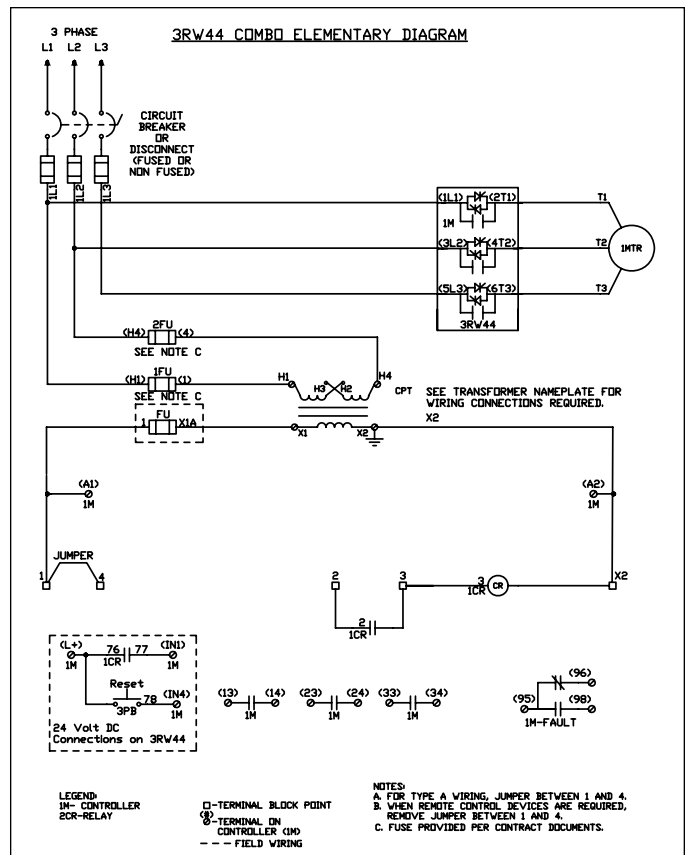 3RW44 COMBO ELEMENTARY DIAGRAM
3 PHASE
L1 L2 L3
CIRCUIT
BREAKER
OR
DISCONNECT
(FUSED OR
NON FUSED)
1L1
1L2
1L3
(1L1) (2T1)
1M
(3L2) (4T2)
(5L3) (6T3)
3RW44
T1
T2
T3
1MTR
2FU
(H4) (4)
SEE NOTE C
1FU
(H1) (1)
SEE NOTE C
H1 H3 H2 H4
CPT
SEE TRANSFORMER NAMEPLATE FOR
WIRING CONNECTIONS REQUIRED.
X2
FU
1 X1A
X1 X2
(A1)
1M
(A2)
1M
JUMPER
1 4
2 3
3
1CR
CR
X2
2
1CR
(L+) 76 77 (IN1)
1M 1CR 1M
Reset
78 (IN4)
3PB 1M
24 Volt DC
Connections on 3RW44
(13) (14)
1M
(23) (24)
1M
(33) (34)
1M
(96)
(95) (98)
1M-FAULT
LEGEND:
1M- CONTROLLER
2CR-RELAY
□-TERMINAL BLOCK POINT
(#)
⊘-TERMINAL ON
CONTROLLER (1M)
--- FIELD WIRING
NOTES:
A. FOR TYPE A WIRING, JUMPER BETWEEN 1 AND 4.
B. WHEN REMOTE CONTROL DEVICES ARE REQUIRED,
REMOVE JUMPER BETWEEN 1 AND 4.
C. FUSE PROVIDED PER CONTRACT DOCUMENTS.